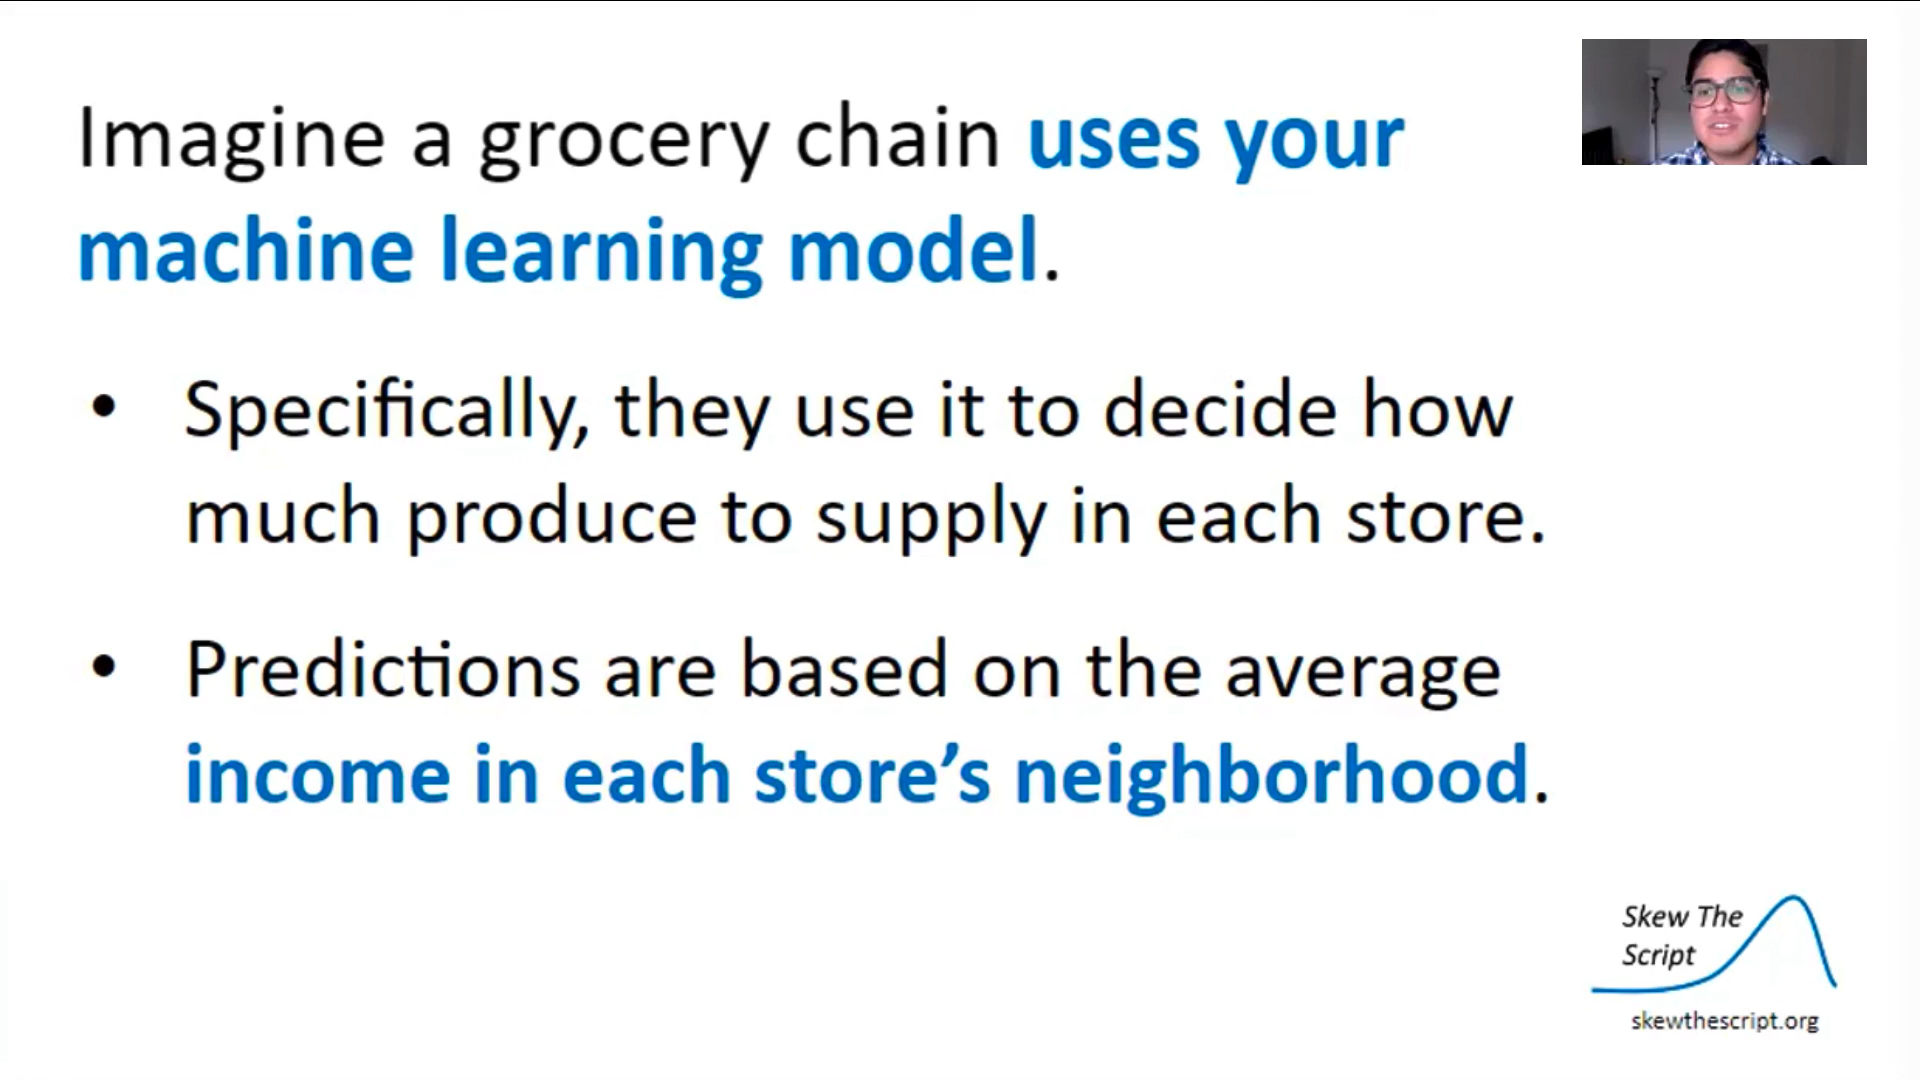 Imagine a grocery chain uses your
machine learning model.
• Specifically, they use it to decide how
much produce to supply in each store.
• Predictions are based on the average
income in each store’s neighborhood.
Skew The
Script
skewthescript.org